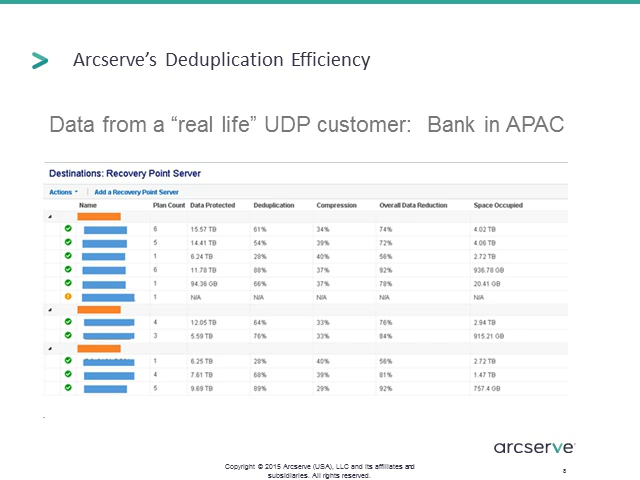 Arcserve’s Deduplication Efficiency
Data from a “real life” UDP customer: Bank in APAC
Destinations: Recovery Point Server
Actions Add a Recovery Point Server
Name Plan Count Data Protected Deduplication Compression Overall Data Reduction Space Occupied
6 15.57 TB 61% 34% 74% 4.02 TB
5 14.41 TB 54% 39% 72% 4.06 TB
1 6.24 TB 28% 40% 56% 2.72 TB
6 11.78 TB 88% 37% 92% 936.78 GB
1 94.36 GB 66% 37% 78% 20.41 GB
1 N/A N/A N/A N/A N/A
4 12.05 TB 64% 33% 76% 2.94 TB
3 5.59 TB 76% 33% 84% 915.21 GB
1 6.25 TB 28% 40% 56% 2.72 TB
4 7.61 TB 68% 39% 81% 1.47 TB
5 9.69 TB 89% 29% 92% 757.4 GB
.
arcserve®
Copyright © 2015 Arcserve (USA), LLC and its affiliates and
subsidiaries. All rights reserved.
8